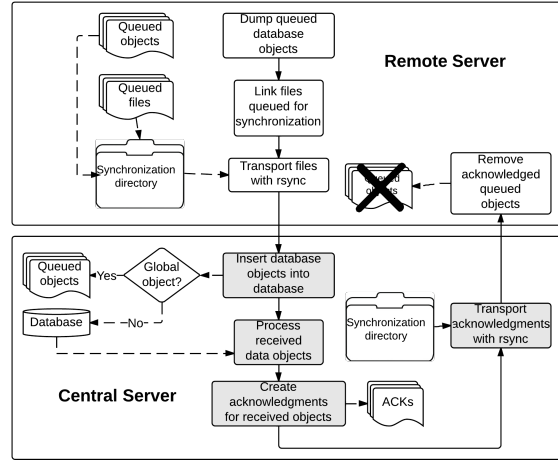 Queued
objects
Dump queued
database
objects
Remote Server
Queued
files
Link files
queued for
synchronization
Synchronization
directory
Transport files
with rsync
Queued
objects
Remove
acknowledged
queued
objects
Queued
objects
Yes
Global
object?
Insert database
objects into
database
Database
No
Process
received
data objects
Synchronization
directory
Transport
acknowledgments
with rsync
Central Server
Create
acknowledgments
for received objects
ACKs